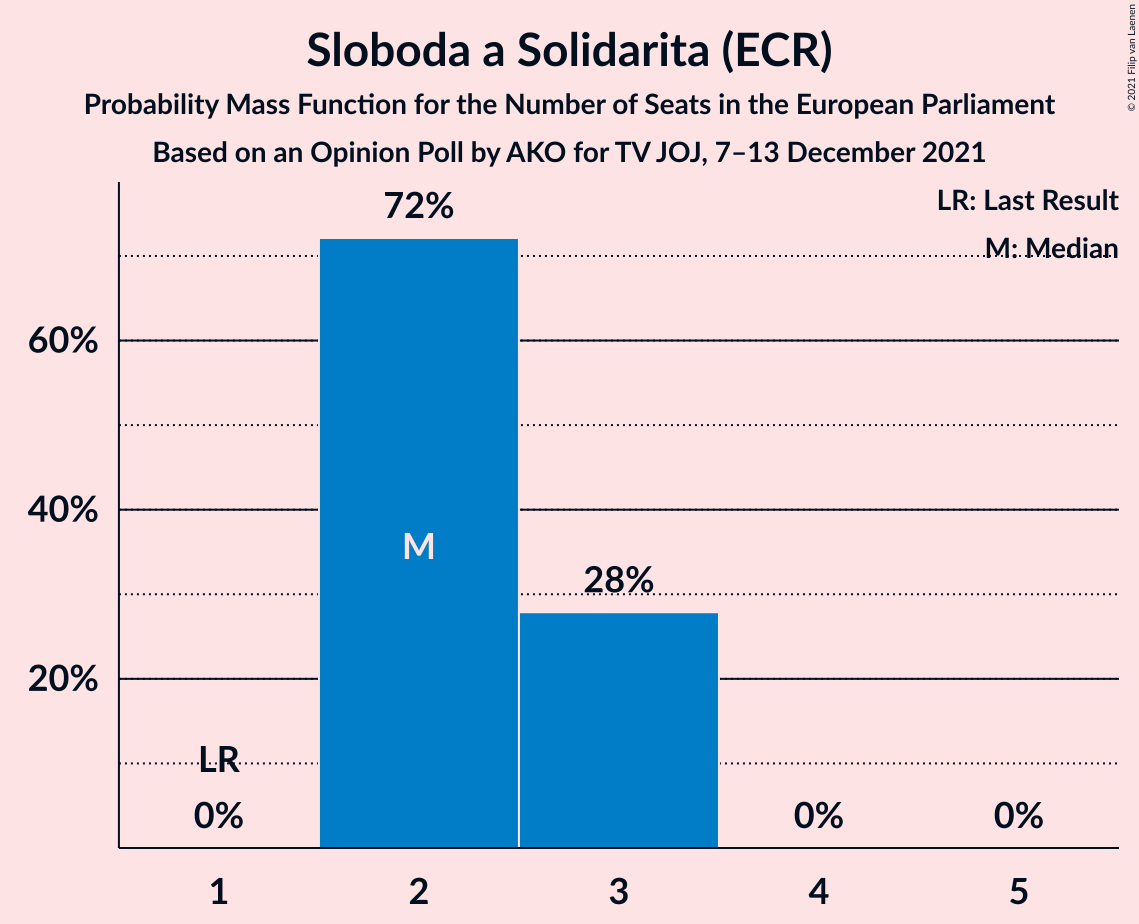 Sloboda a Solidarita (ECR)
Probability Mass Function for the Number of Seats in the European Parliament
Based on an Opinion Poll by AKO for TV JOJ, 7–13 December 2021
© 2021 Filip van Laenen
LR: Last Result
M: Median
72%
60%
40%
M
28%
20%
LR
0%
0%
0%
1
2
3
4
5